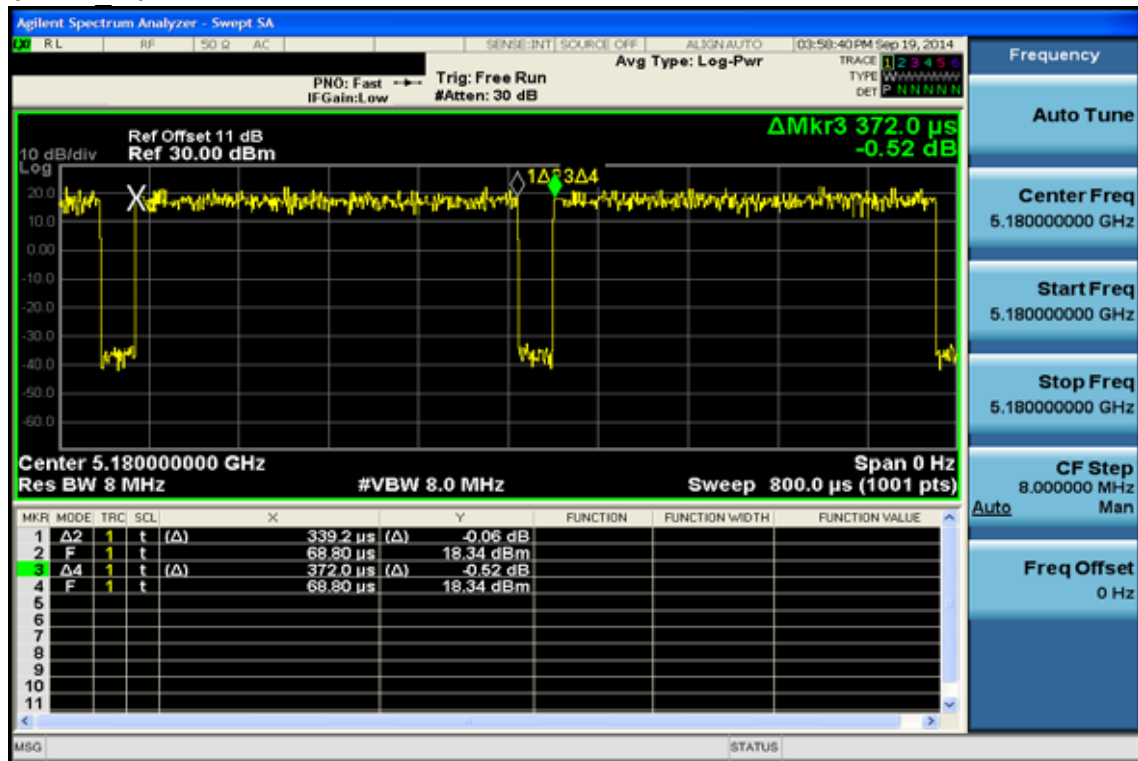 Agilent Spectrum Analyzer - Swept SA
LXI RL RF 50 Ω AC SENSE:INT SOURCE OFF ALIGNAUTO 03:58:40PM Sep 19, 2014
PNO: Fast
IFGain:Low
Trig: Free Run
#Atten: 30 dB
Avg Type: Log-Pwr
TRACE 1 2 3 4 5 6
TYPE WWWWWW
DET P N N N N N
ΔMkr3 372.0 µs
-0.52 dB
Ref Offset 11 dB
10 dB/div Ref 30.00 dBm
Log
1Δ2 3Δ4
20.0
10.0
0.00
-10.0
-20.0
-30.0
-40.0
-50.0
-60.0
Center 5.180000000 GHz Span 0 Hz
Res BW 8 MHz #VBW 8.0 MHz Sweep 800.0 µs (1001 pts)
MKR MODE TRC SCL X Y FUNCTION FUNCTION WIDTH FUNCTION VALUE
1 Δ2 1 t (Δ) 339.2 µs (Δ) -0.06 dB
2 F 1 t 68.80 µs 18.34 dBm
3 Δ4 1 t (Δ) 372.0 µs (Δ) -0.52 dB
4 F 1 t 68.80 µs 18.34 dBm
5
6
7
8
9
10
11
MSG STATUS
Frequency
Auto Tune
Center Freq
5.180000000 GHz
Start Freq
5.180000000 GHz
Stop Freq
5.180000000 GHz
CF Step
8.000000 MHz
Auto Man
Freq Offset
0 Hz